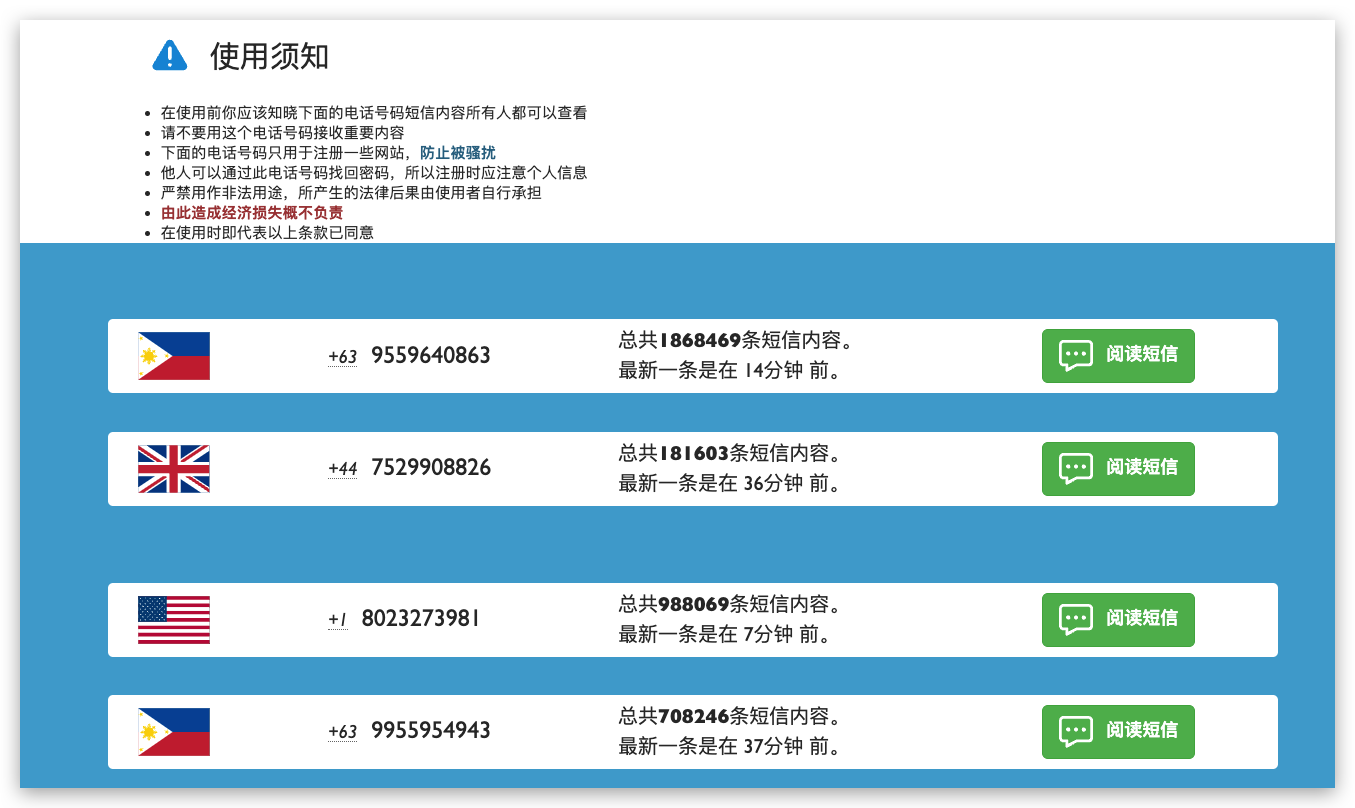 使用须知
在使用前你应该知晓下面的电话号码短信内容所有人都可以查看
请不要用这个电话号码接收重要内容
下面的电话号码只用于注册一些网站，防止被骚扰
他人可以通过此电话号码找回密码，所以注册时应注意个人信息
严禁用作非法用途，所产生的法律后果由使用者自行承担
由此造成经济损失概不负责
在使用时即代表以上条款已同意
+63 9559640863
总共1868469条短信内容。
最新一条是在 14分钟 前。
阅读短信
+44 7529908826
总共181603条短信内容。
最新一条是在 36分钟 前。
阅读短信
+1 8023273981
总共988069条短信内容。
最新一条是在 7分钟 前。
阅读短信
+63 9955954943
总共708246条短信内容。
最新一条是在 37分钟 前。
阅读短信